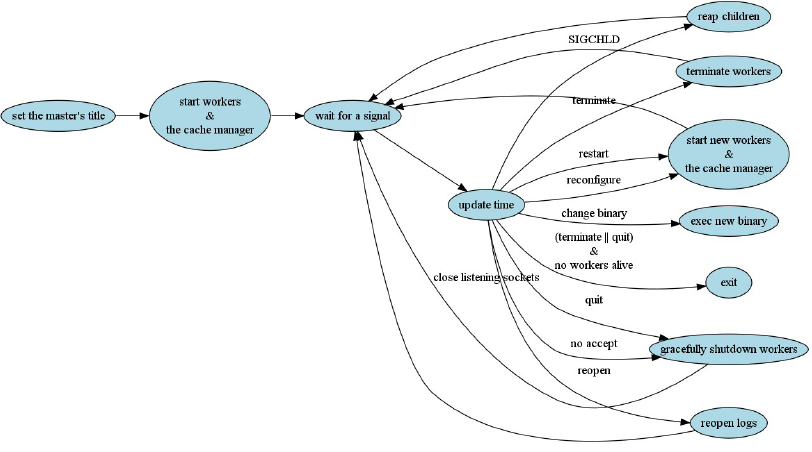 set the master's title
start workers
&
the cache manager
wait for a signal
update time
SIGCHLD
terminate
restart
reconfigure
change binary
(terminate || quit)
&
no workers alive
close listening sockets
quit
no accept
reopen
reap children
terminate workers
start new workers
&
the cache manager
exec new binary
exit
gracefully shutdown workers
reopen logs